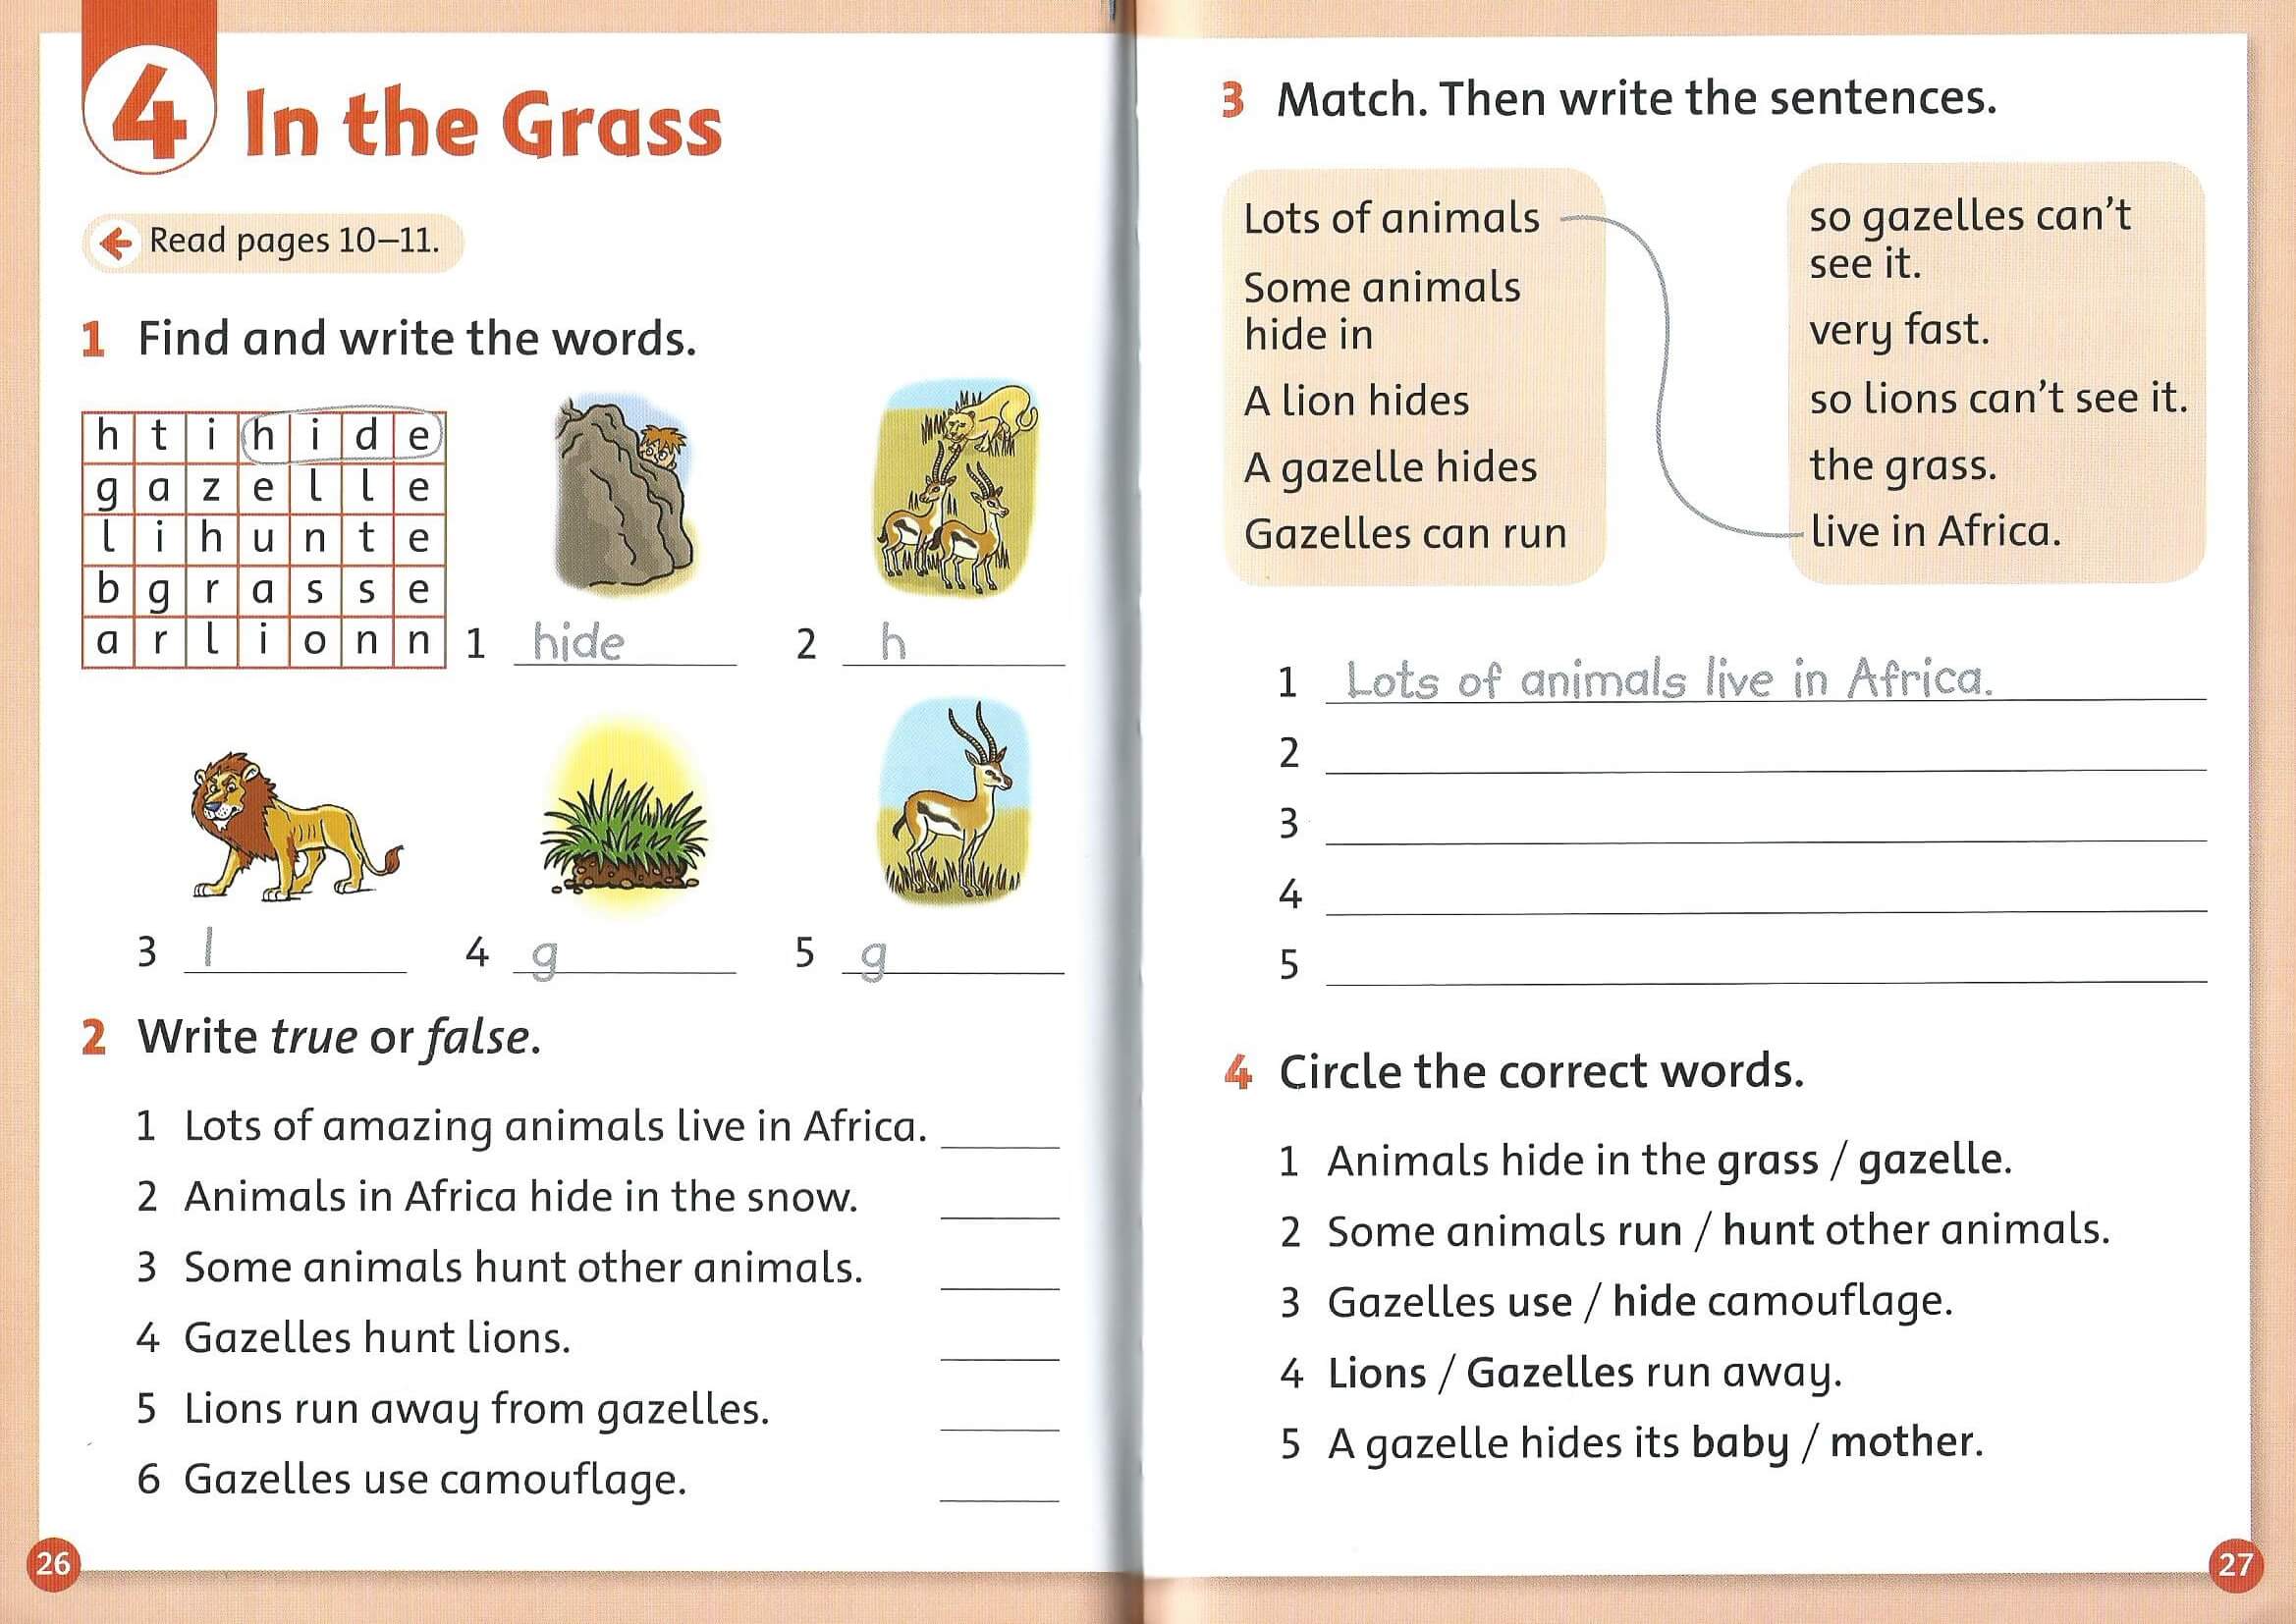 4 In the Grass
Read pages 10–11.
1 Find and write the words.
h t i h i d e
g a z e l l e
l i h u n t e
b g r a s s e
a r l i o n n
1 hide
2 h
3 l
4 g
5 g
2 Write true or false.
1 Lots of amazing animals live in Africa.
2 Animals in Africa hide in the snow.
3 Some animals hunt other animals.
4 Gazelles hunt lions.
5 Lions run away from gazelles.
6 Gazelles use camouflage.
26
3 Match. Then write the sentences.
Lots of animals
Some animals
hide in
A lion hides
A gazelle hides
Gazelles can run
so gazelles can't
see it.
very fast.
so lions can't see it.
the grass.
live in Africa.
1 Lots of animals live in Africa.
2
3
4
5
4 Circle the correct words.
1 Animals hide in the grass / gazelle.
2 Some animals run / hunt other animals.
3 Gazelles use / hide camouflage.
4 Lions / Gazelles run away.
5 A gazelle hides its baby / mother.
27